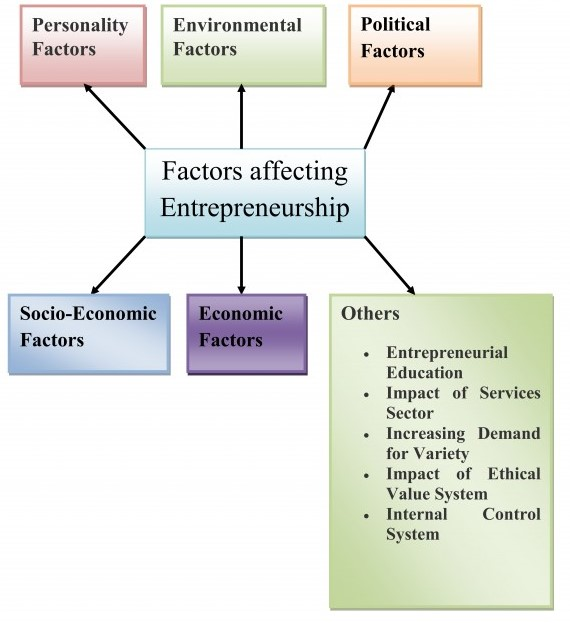 Personality
Factors
Environmental
Factors
Political
Factors
Factors affecting
Entrepreneurship
Socio-Economic
Factors
Economic
Factors
Others
• Entrepreneurial
Education
• Impact of Services
Sector
• Increasing Demand
for Variety
• Impact of Ethical
Value System
• Internal Control
System